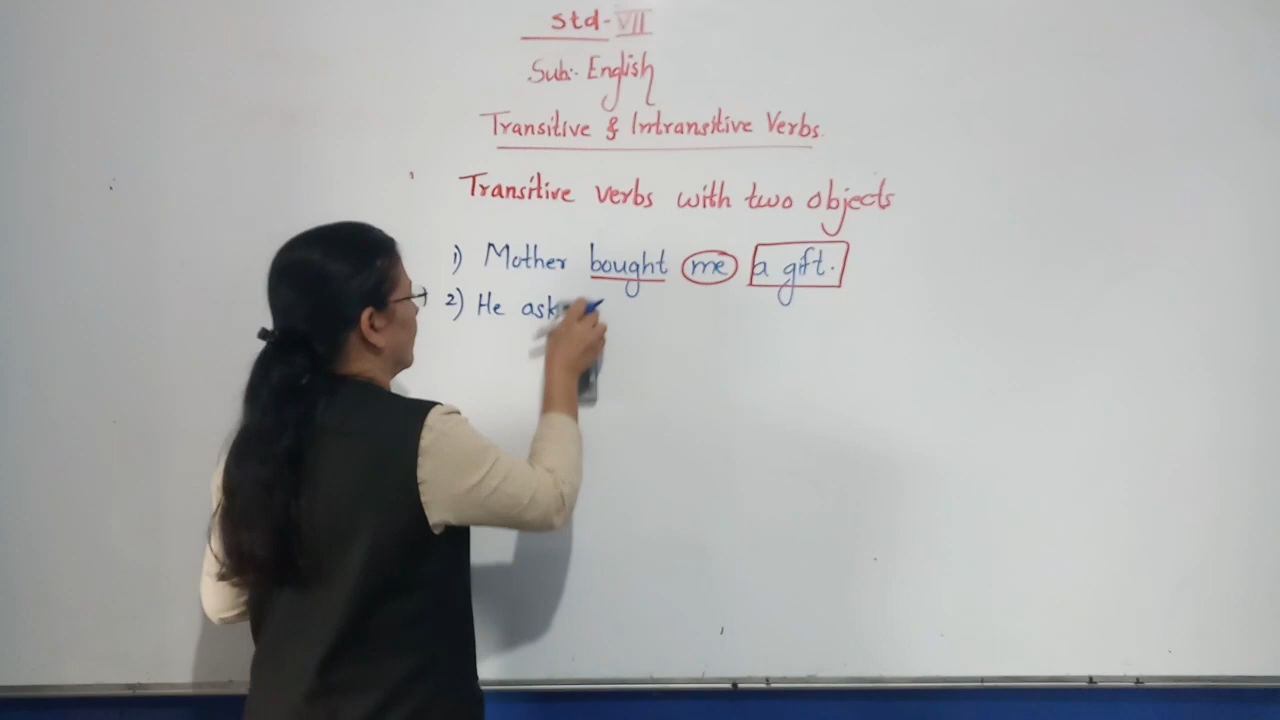 Std- VII
Sub:- English
Transitive & Intransitive Verbs.
Transitive verbs with two objects
1) Mother bought me a gift.
2) He ask